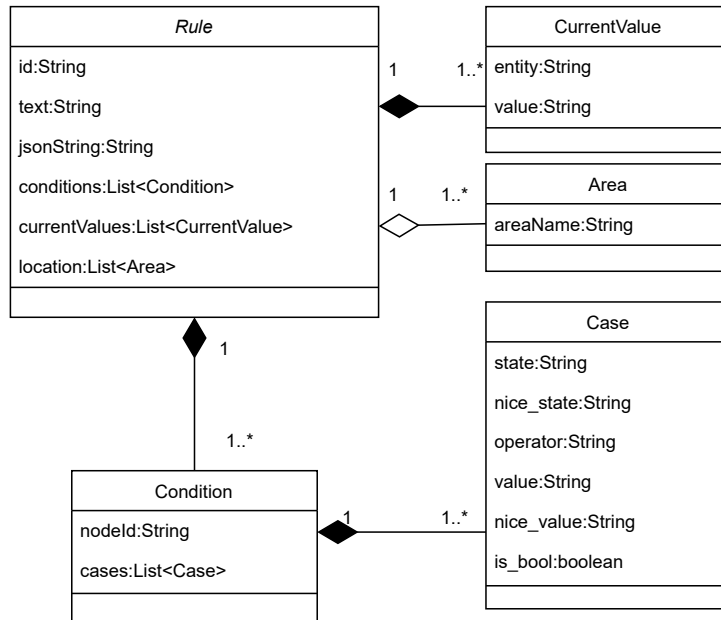 Rule
id:String
text:String
jsonString:String
conditions:List<Condition>
currentValues:List<CurrentValue>
location:List<Area>
1
1..*
CurrentValue
entity:String
value:String
1
1..*
Area
areaName:String
1
1..*
Condition
nodeId:String
cases:List<Case>
1
1..*
Case
state:String
nice_state:String
operator:String
value:String
nice_value:String
is_bool:boolean